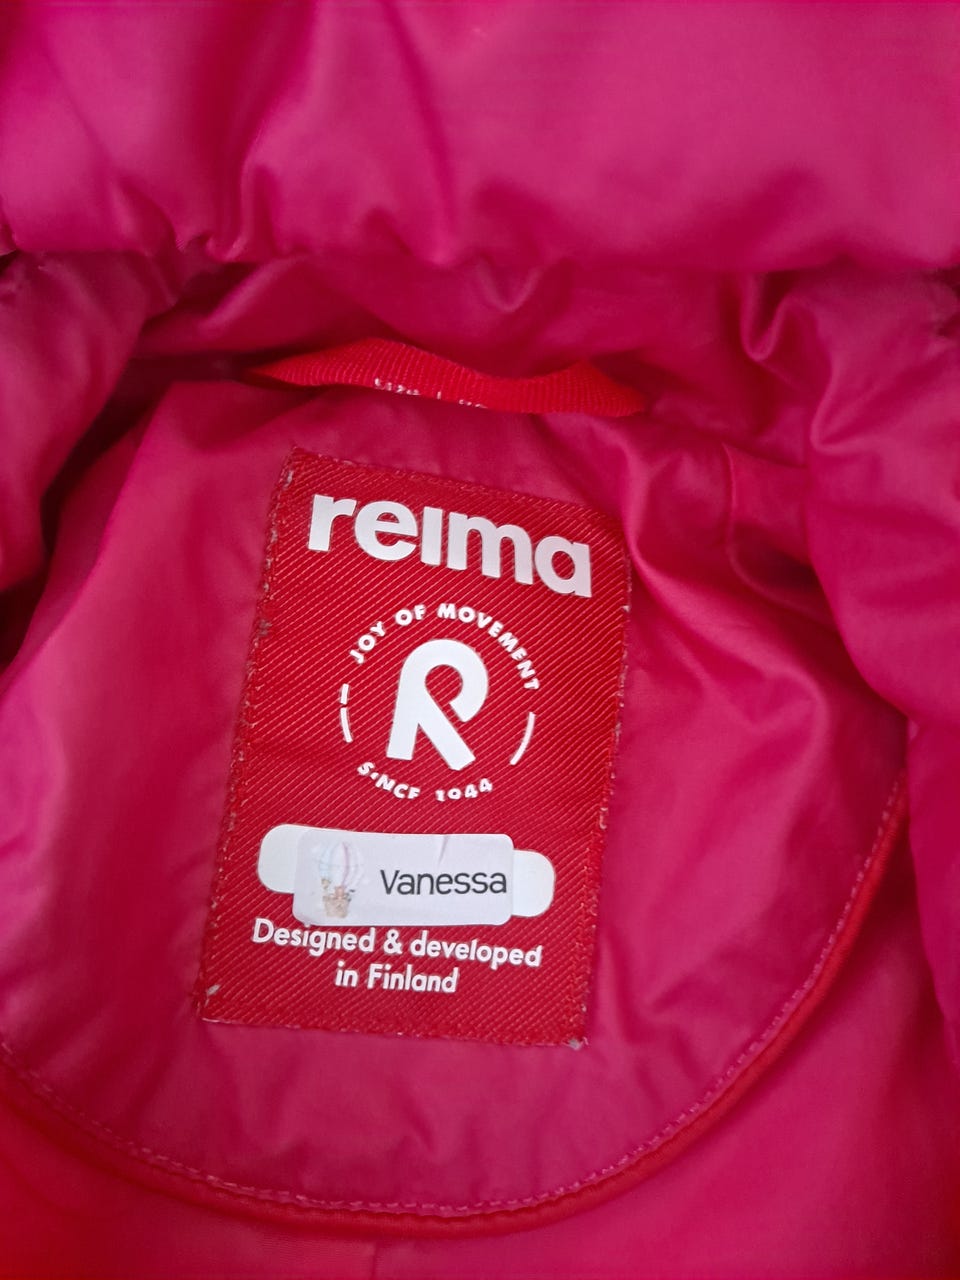 reima
JOY OF MOVEMENT
R
SINCE 1944
Vanessa
Designed & developed
in Finland